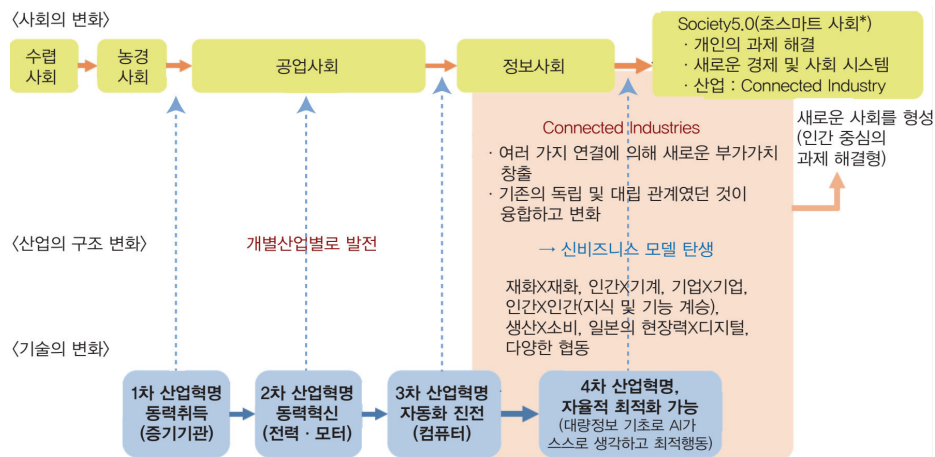 〈사회의 변화〉
수렵
사회
농경
사회
공업사회
정보사회
Society5.0(초스마트 사회*)
· 개인의 과제 해결
· 새로운 경제 및 사회 시스템
· 산업 : Connected Industry
새로운 사회를 형성
(인간 중심의
과제 해결형)
Connected Industries
· 여러 가지 연결에 의해 새로운 부가가치
창출
· 기존의 독립 및 대립 관계였던 것이
융합하고 변화
〈산업의 구조 변화〉
개별산업별로 발전
→ 신비즈니스 모델 탄생
재화X재화, 인간X기계, 기업X기업,
인간X인간(지식 및 기능 계승),
생산X소비, 일본의 현장력X디지털,
다양한 협동
〈기술의 변화〉
1차 산업혁명
동력취득
(증기기관)
2차 산업혁명
동력혁신
(전력 · 모터)
3차 산업혁명
자동화 진전
(컴퓨터)
4차 산업혁명,
자율적 최적화 가능
(대량정보 기초로 AI가
스스로 생각하고 최적행동)